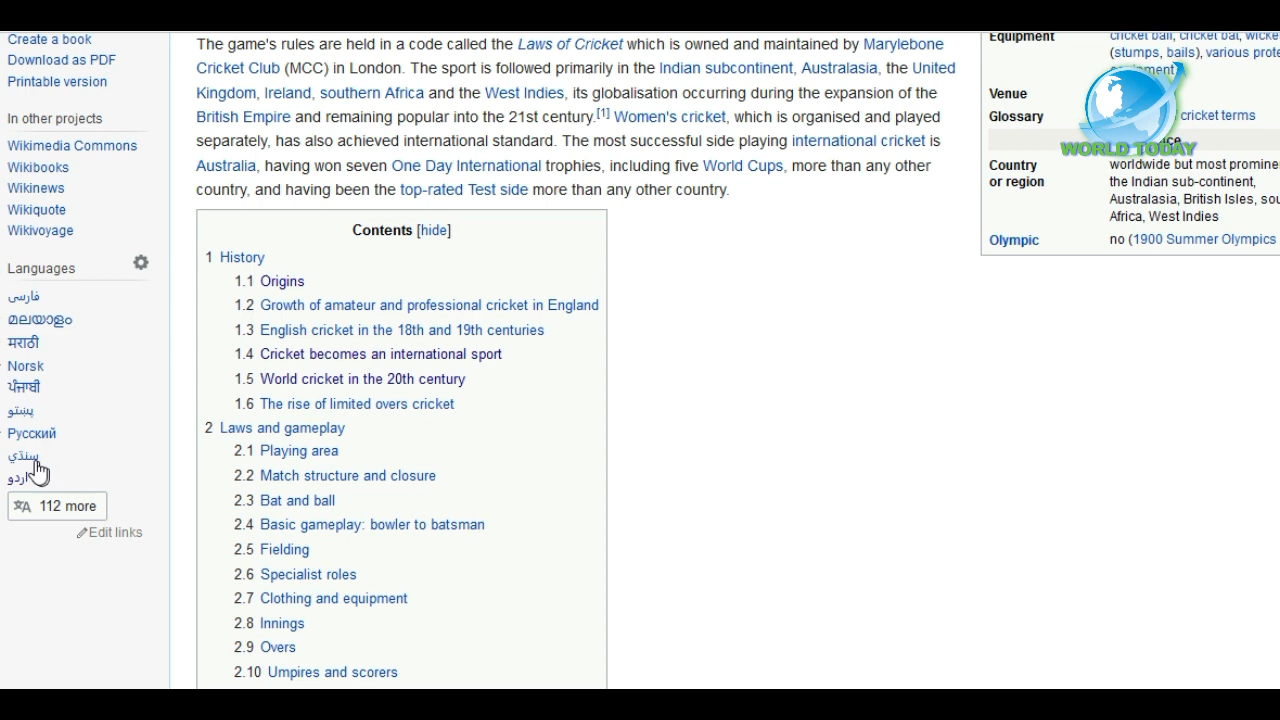 Create a book
Download as PDF
Printable version
In other projects
Wikimedia Commons
Wikibooks
Wikinews
Wikiquote
Wikivoyage
Languages
فارسی
മലയാളം
मराठी
Norsk
ਪੰਜਾਬੀ
پښتو
Русский
سنڌي
اردو
112 more
Edit links
The game's rules are held in a code called the Laws of Cricket which is owned and maintained by Marylebone
Cricket Club (MCC) in London. The sport is followed primarily in the Indian subcontinent, Australasia, the United
Kingdom, Ireland, southern Africa and the West Indies, its globalisation occurring during the expansion of the
British Empire and remaining popular into the 21st century.[1] Women's cricket, which is organised and played
separately, has also achieved international standard. The most successful side playing international cricket is
Australia, having won seven One Day International trophies, including five World Cups, more than any other
country, and having been the top-rated Test side more than any other country.
Contents [hide]
1 History
1.1 Origins
1.2 Growth of amateur and professional cricket in England
1.3 English cricket in the 18th and 19th centuries
1.4 Cricket becomes an international sport
1.5 World cricket in the 20th century
1.6 The rise of limited overs cricket
2 Laws and gameplay
2.1 Playing area
2.2 Match structure and closure
2.3 Bat and ball
2.4 Basic gameplay: bowler to batsman
2.5 Fielding
2.6 Specialist roles
2.7 Clothing and equipment
2.8 Innings
2.9 Overs
2.10 Umpires and scorers
Equipment cricket ball, cricket bat, wicke
(stumps, bails), various prote
Venue
Glossary cricket terms
WORLD TODAY
Country or region worldwide but most promine
the Indian sub-continent,
Australasia, British Isles, sou
Africa, West Indies
Olympic no (1900 Summer Olympics